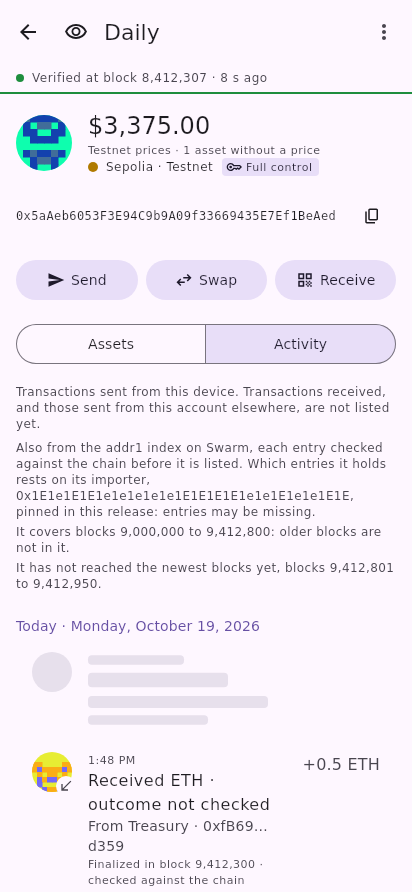 Daily
Verified at block 8,412,307 · 8 s ago
$3,375.00
Testnet prices · 1 asset without a price
Sepolia · Testnet Full control
0x5aAeb6053F3E94C9b9A09f33669435E7Ef1BeAed
Send Swap Receive
Assets Activity
Transactions sent from this device. Transactions received,
and those sent from this account elsewhere, are not listed
yet.
Also from the addr1 index on Swarm, each entry checked
against the chain before it is listed. Which entries it holds
rests on its importer,
0x1E1e1E1E1e1e1e1e1e1E1E1E1E1e1e1E1e1e1e1E,
pinned in this release: entries may be missing.
It covers blocks 9,000,000 to 9,412,800: older blocks are
not in it.
It has not reached the newest blocks yet, blocks 9,412,801
to 9,412,950.
Today · Monday, October 19, 2026
1:48 PM
Received ETH ·
outcome not checked
+0.5 ETH
From Treasury · 0xfB69…
d359
Finalized in block 9,412,300 ·
checked against the chain